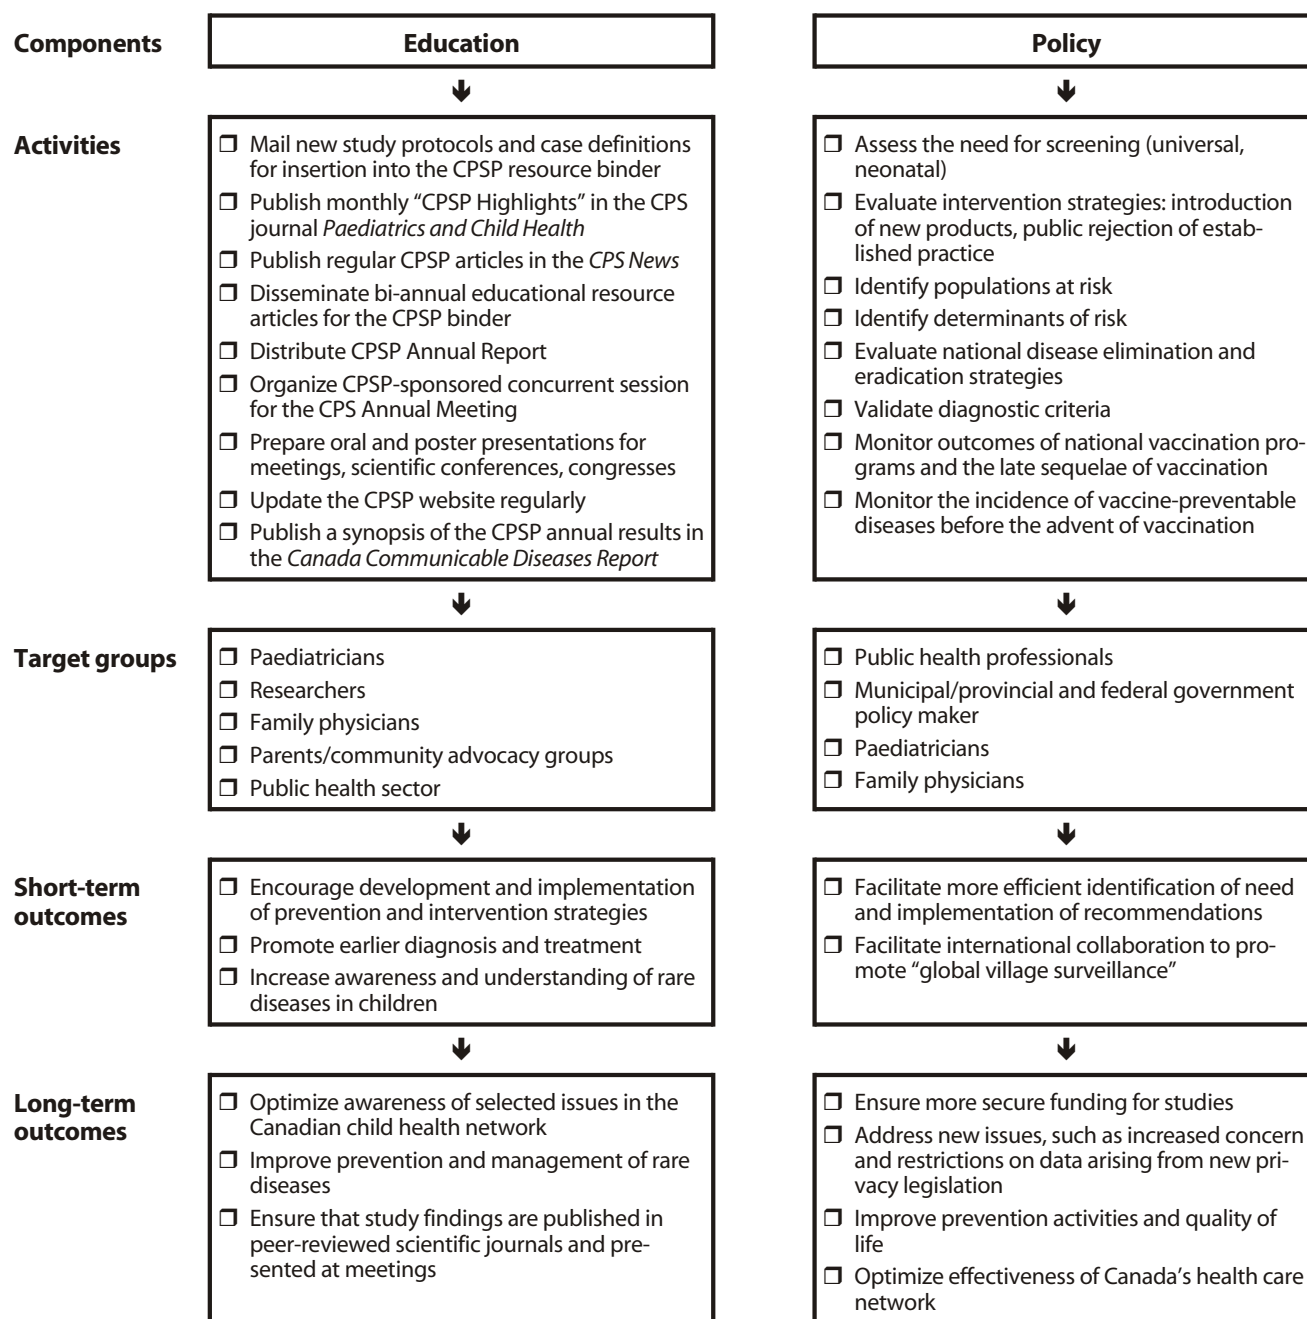 Components
Education
Policy
Activities
❒ Mail new study protocols and case definitions
for insertion into the CPSP resource binder
❒ Publish monthly “CPSP Highlights” in the CPS
journal Paediatrics and Child Health
❒ Publish regular CPSP articles in the CPS News
❒ Disseminate bi-annual educational resource
articles for the CPSP binder
❒ Distribute CPSP Annual Report
❒ Organize CPSP-sponsored concurrent session
for the CPS Annual Meeting
❒ Prepare oral and poster presentations for
meetings, scientific conferences, congresses
❒ Update the CPSP website regularly
❒ Publish a synopsis of the CPSP annual results in
the Canada Communicable Diseases Report
❒ Assess the need for screening (universal,
neonatal)
❒ Evaluate intervention strategies: introduction
of new products, public rejection of estab-
lished practice
❒ Identify populations at risk
❒ Identify determinants of risk
❒ Evaluate national disease elimination and
eradication strategies
❒ Validate diagnostic criteria
❒ Monitor outcomes of national vaccination pro-
grams and the late sequelae of vaccination
❒ Monitor the incidence of vaccine-preventable
diseases before the advent of vaccination
Target groups
❒ Paediatricians
❒ Researchers
❒ Family physicians
❒ Parents/community advocacy groups
❒ Public health sector
❒ Public health professionals
❒ Municipal/provincial and federal government
policy maker
❒ Paediatricians
❒ Family physicians
Short-term
outcomes
❒ Encourage development and implementation
of prevention and intervention strategies
❒ Promote earlier diagnosis and treatment
❒ Increase awareness and understanding of rare
diseases in children
❒ Facilitate more efficient identification of need
and implementation of recommendations
❒ Facilitate international collaboration to pro-
mote “global village surveillance”
Long-term
outcomes
❒ Optimize awareness of selected issues in the
Canadian child health network
❒ Improve prevention and management of rare
diseases
❒ Ensure that study findings are published in
peer-reviewed scientific journals and pre-
sented at meetings
❒ Ensure more secure funding for studies
❒ Address new issues, such as increased concern
and restrictions on data arising from new pri-
vacy legislation
❒ Improve prevention activities and quality of
life
❒ Optimize effectiveness of Canada’s health care
network